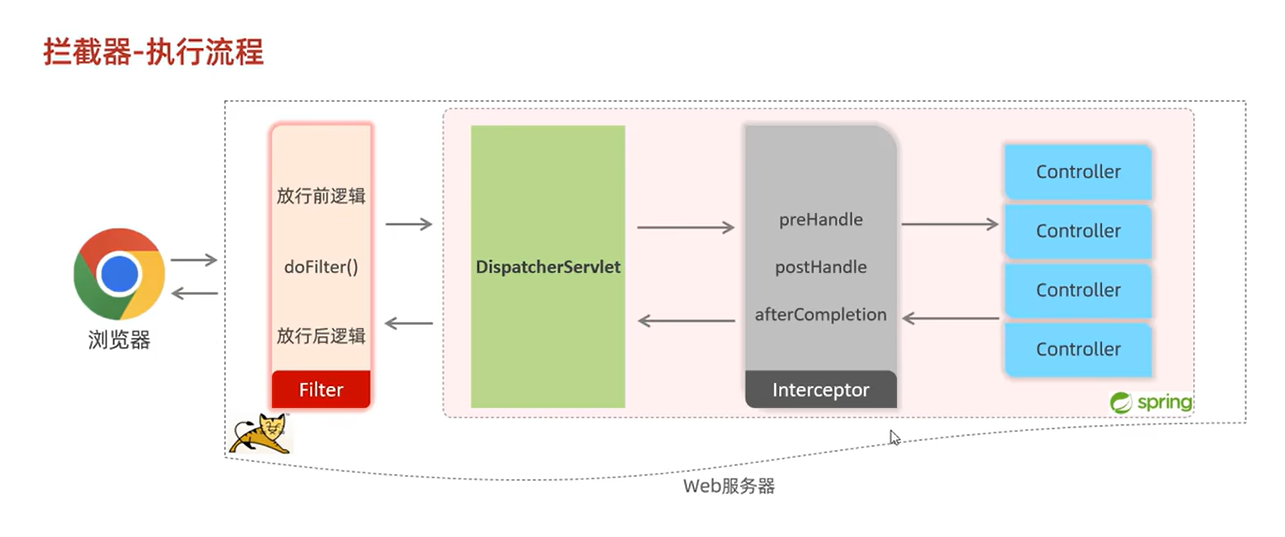 拦截器-执行流程
放行前逻辑
doFilter()
放行后逻辑
Filter
浏览器
DispatcherServlet
preHandle
postHandle
afterCompletion
Interceptor
Controller
Controller
Controller
Controller
spring
Web服务器